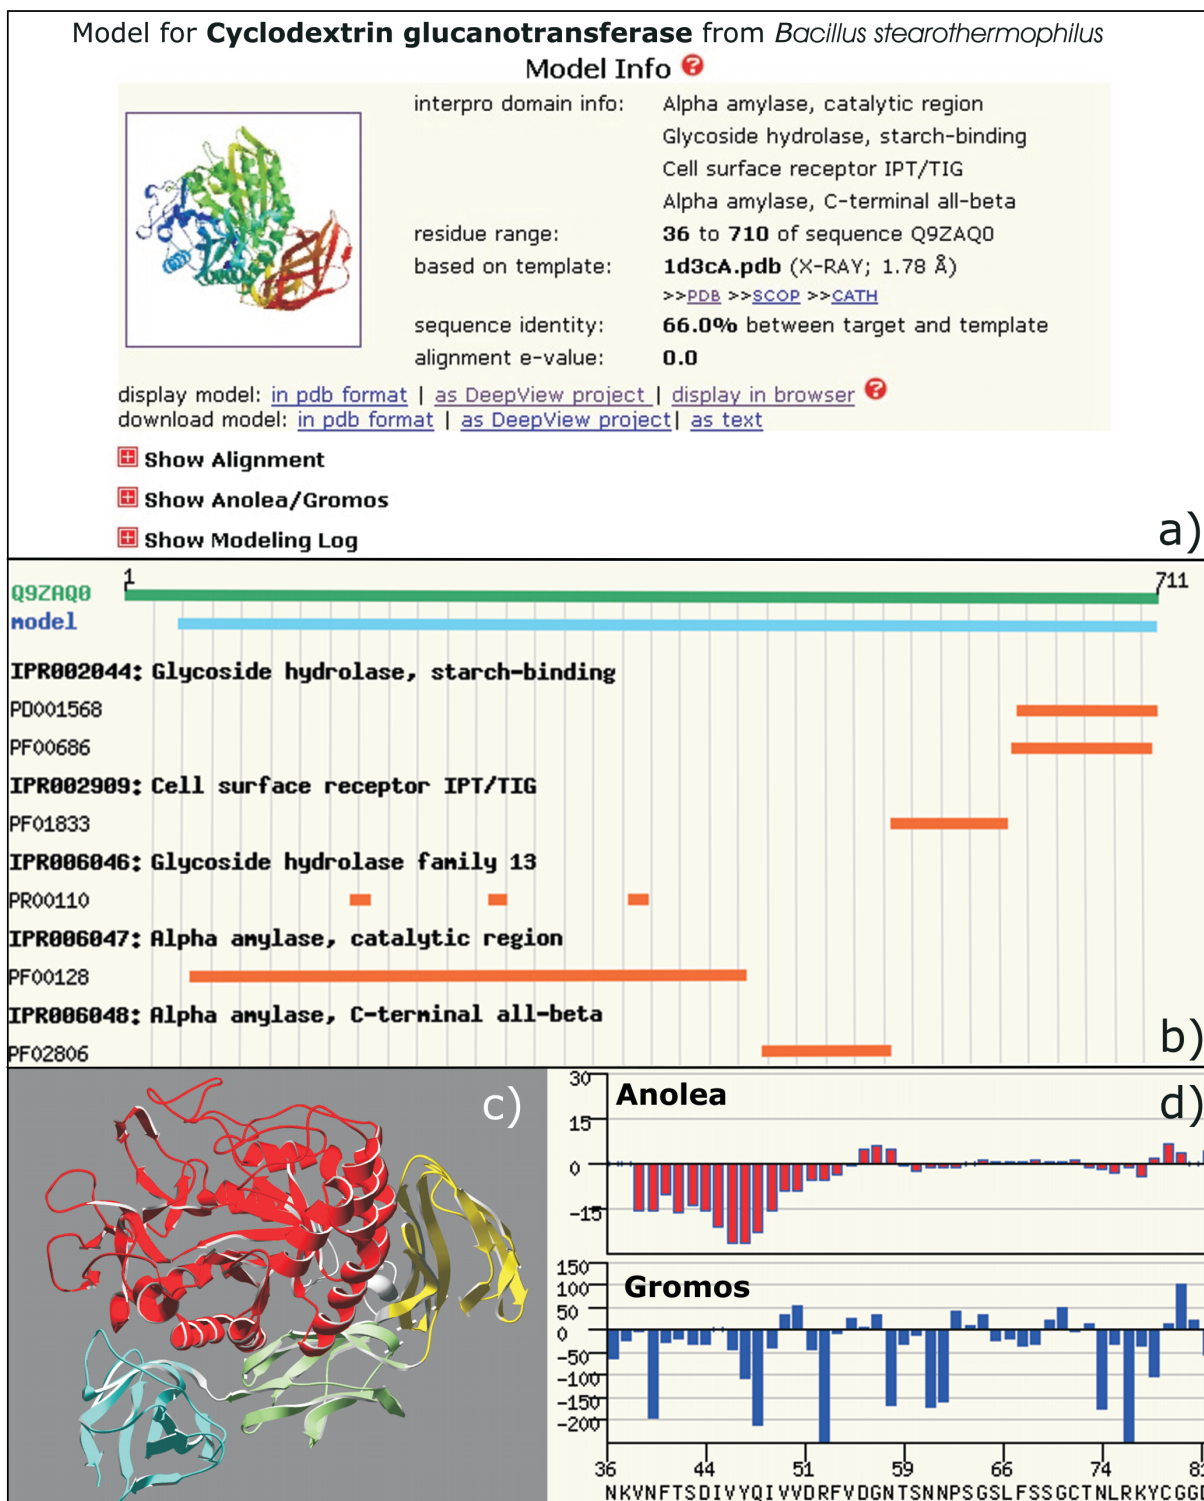 Model for Cyclodextrin glucanotransferase from Bacillus stearothermophilus
Model Info ?
interpro domain info: Alpha amylase, catalytic region
Glycoside hydrolase, starch-binding
Cell surface receptor IPT/TIG
Alpha amylase, C-terminal all-beta
residue range: 36 to 710 of sequence Q9ZAQ0
based on template: 1d3cA.pdb (X-RAY; 1.78 Å)
>>PDB >>SCOP >>CATH
sequence identity: 66.0% between target and template
alignment e-value: 0.0
display model: in pdb format | as DeepView project | display in browser ?
download model: in pdb format | as DeepView project | as text
Show Alignment
Show Anolea/Gromos
Show Modeling Log
a)
1 711
Q9ZAQ0
model
IPR002044: Glycoside hydrolase, starch-binding
PD001568
PF00686
IPR002909: Cell surface receptor IPT/TIG
PF01833
IPR006046: Glycoside hydrolase family 13
PR00110
IPR006047: Alpha amylase, catalytic region
PF00128
IPR006048: Alpha amylase, C-terminal all-beta
PF02806
b)
c)
d)
Anolea
30
15
0
-15
Gromos
150
100
50
0
-50
-100
-150
-200
36 44 51 59 66 74
NKVNFTSDIVYQIVVDRFVDGNTSNNPSGSLFSSGCTNLRKYCGG